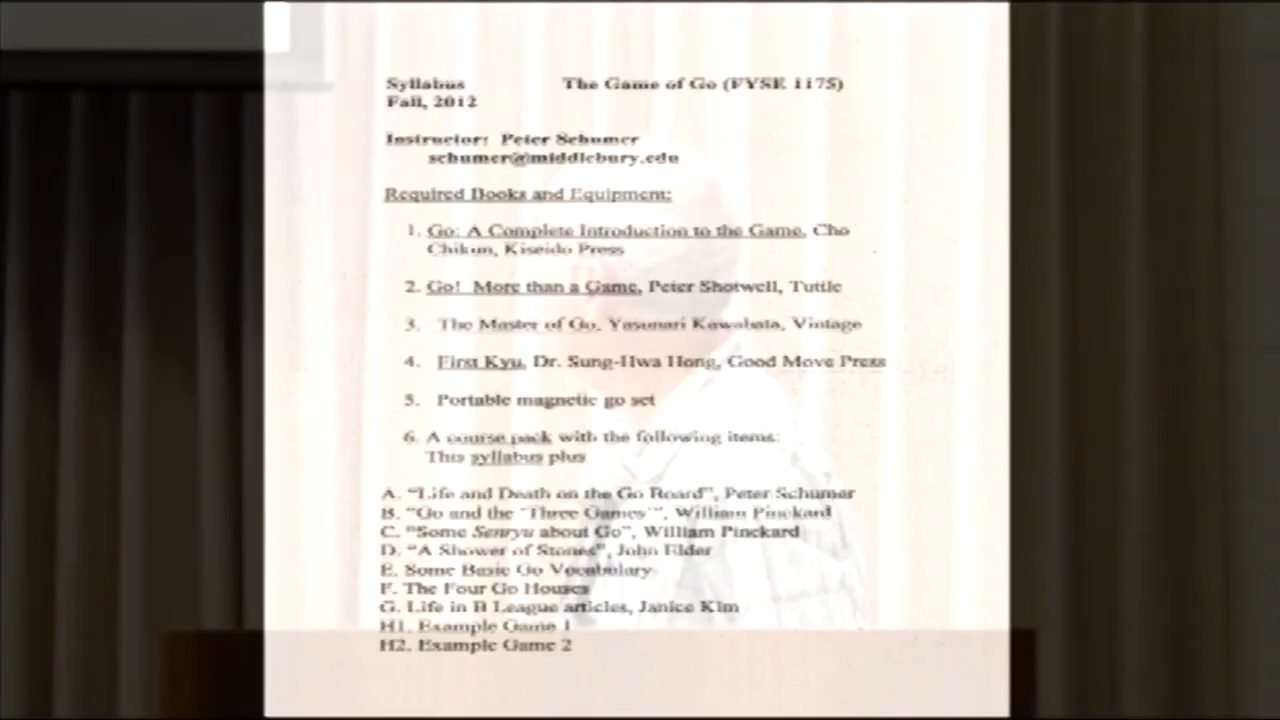 Syllabus The Game of Go (FYSE 1175)
Fall, 2012
Instructor: Peter Schumer
schumer@middlebury.edu
Required Books and Equipment:
1. Go: A Complete Introduction to the Game, Cho
Chikun, Kiseido Press
2. Go! More than a Game, Peter Shotwell, Tuttle
3. The Master of Go, Yasunari Kawabata, Vintage
4. First Kyu, Dr. Sung-Hwa Hong, Good Move Press
5. Portable magnetic go set
6. A course pack with the following items:
This syllabus plus
A. “Life and Death on the Go Board”, Peter Schumer
B. “Go and the ‘Three Games’”, William Pinckard
C. “Some Senryu about Go”, William Pinckard
D. “A Shower of Stones”, John Elder
E. Some Basic Go Vocabulary
F. The Four Go Houses
G. Life in B League articles, Janice Kim
H1. Example Game 1
H2. Example Game 2